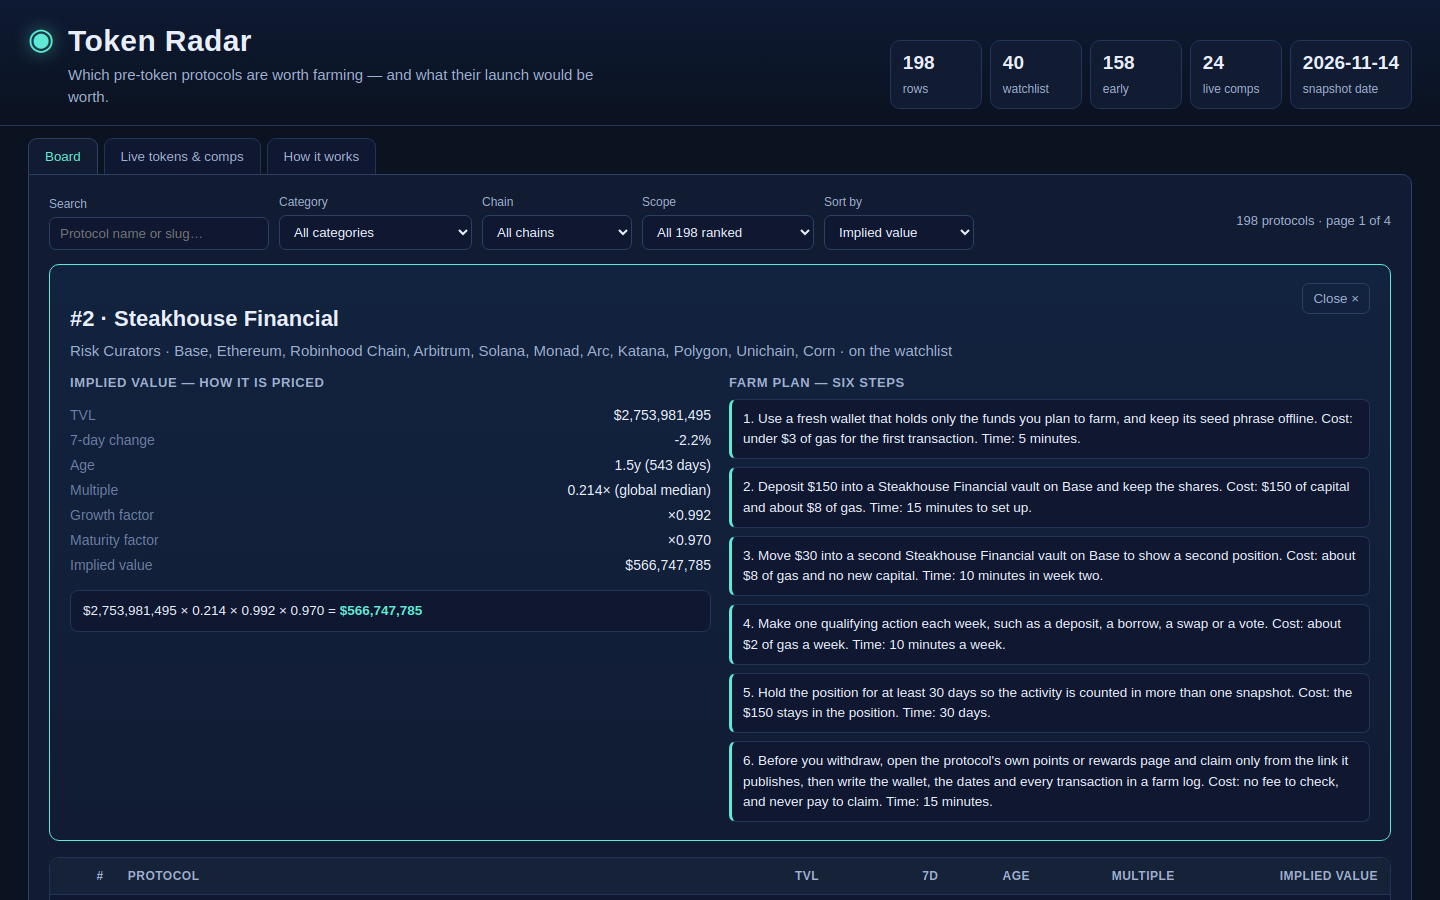 Token Radar
Which pre-token protocols are worth farming — and what their launch would be
worth.
198
rows
40
watchlist
158
early
24
live comps
2026-11-14
snapshot date
Board
Live tokens & comps
How it works
Search
Protocol name or slug…
Category
All categories
Chain
All chains
Scope
All 198 ranked
Sort by
Implied value
198 protocols · page 1 of 4
Close ×
#2 · Steakhouse Financial
Risk Curators · Base, Ethereum, Robinhood Chain, Arbitrum, Solana, Monad, Arc, Katana, Polygon, Unichain, Corn · on the watchlist
IMPLIED VALUE — HOW IT IS PRICED
TVL $2,753,981,495
7-day change -2.2%
Age 1.5y (543 days)
Multiple 0.214× (global median)
Growth factor ×0.992
Maturity factor ×0.970
Implied value $566,747,785
$2,753,981,495 × 0.214 × 0.992 × 0.970 = $566,747,785
FARM PLAN — SIX STEPS
1. Use a fresh wallet that holds only the funds you plan to farm, and keep its seed phrase offline. Cost:
under $3 of gas for the first transaction. Time: 5 minutes.
2. Deposit $150 into a Steakhouse Financial vault on Base and keep the shares. Cost: $150 of capital
and about $8 of gas. Time: 15 minutes to set up.
3. Move $30 into a second Steakhouse Financial vault on Base to show a second position. Cost: about
$8 of gas and no new capital. Time: 10 minutes in week two.
4. Make one qualifying action each week, such as a deposit, a borrow, a swap or a vote. Cost: about
$2 of gas a week. Time: 10 minutes a week.
5. Hold the position for at least 30 days so the activity is counted in more than one snapshot. Cost: the
$150 stays in the position. Time: 30 days.
6. Before you withdraw, open the protocol's own points or rewards page and claim only from the link it
publishes, then write the wallet, the dates and every transaction in a farm log. Cost: no fee to check,
and never pay to claim. Time: 15 minutes.
# PROTOCOL TVL 7D AGE MULTIPLE IMPLIED VALUE